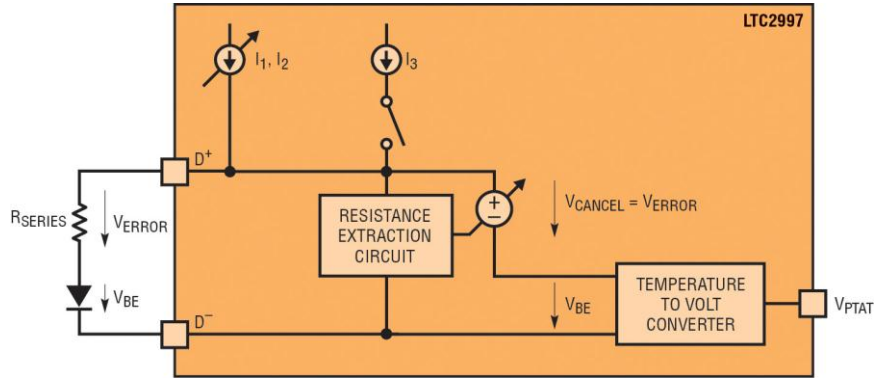 LTC2997
I₁, I₂
I₃
D⁺
RSERIES
VERROR
RESISTANCE
EXTRACTION
CIRCUIT
+
−
VCANCEL = VERROR
VBE
VBE
TEMPERATURE
TO VOLT
CONVERTER
VPTAT
D⁻